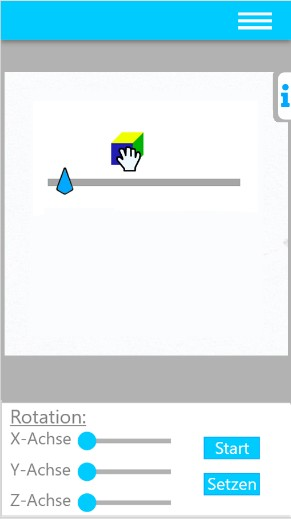 i
Rotation:
X-Achse
Start
Y-Achse
Setzen
Z-Achse